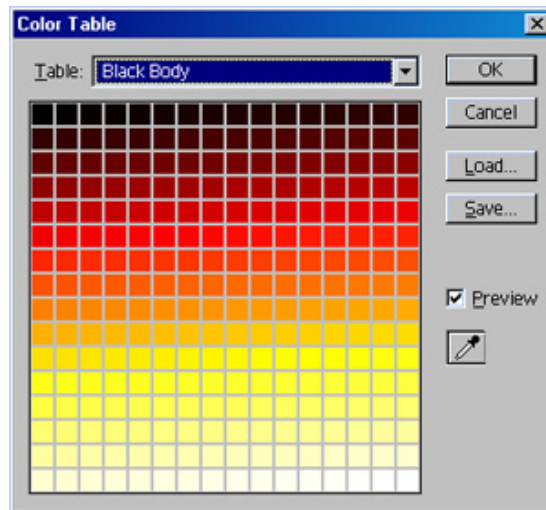 Color Table
Table: Black Body
OK
Cancel
Load...
Save...
Preview